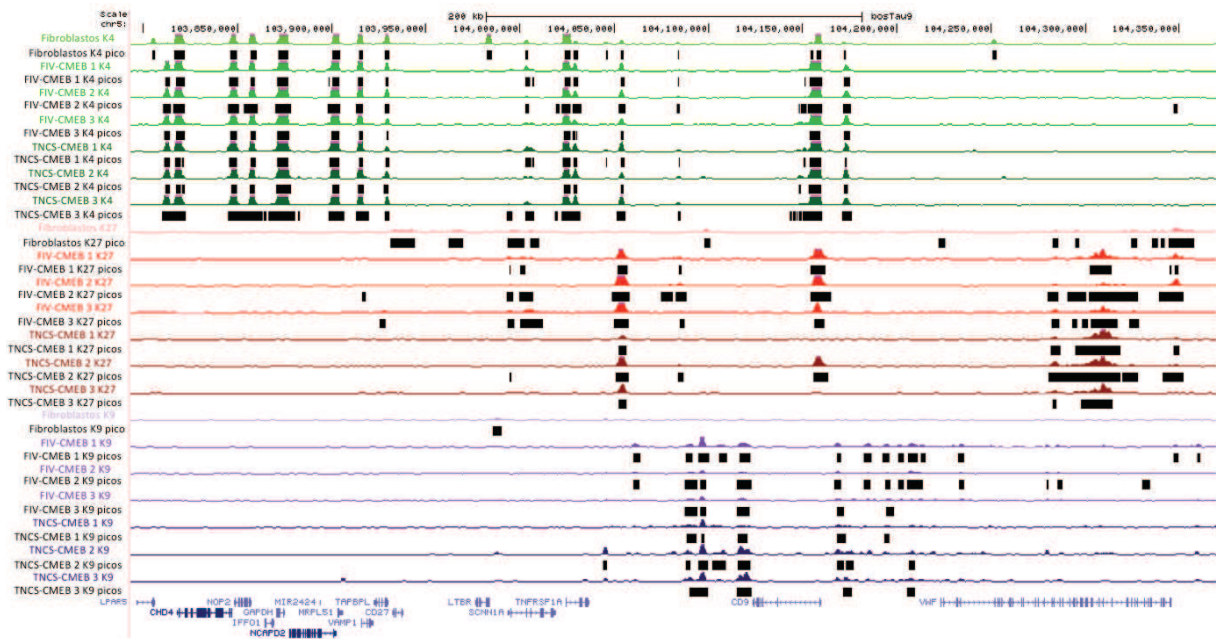 Scale 200 kb bosTau9
chr5: 103,850,000 103,900,000 103,950,000 104,000,000 104,050,000 104,100,000 104,150,000 104,200,000 104,250,000 104,300,000 104,350,000
Fibroblastos K4
Fibroblastos K4 pico
FIV-CMEB 1 K4
FIV-CMEB 1 K4 picos
FIV-CMEB 2 K4
FIV-CMEB 2 K4 picos
FIV-CMEB 3 K4
FIV-CMEB 3 K4 picos
TNCS-CMEB 1 K4
TNCS-CMEB 1 K4 picos
TNCS-CMEB 2 K4
TNCS-CMEB 2 K4 picos
TNCS-CMEB 3 K4
TNCS-CMEB 3 K4 picos
Fibroblastos K27
Fibroblastos K27 pico
FIV-CMEB 1 K27
FIV-CMEB 1 K27 picos
FIV-CMEB 2 K27
FIV-CMEB 2 K27 picos
FIV-CMEB 3 K27
FIV-CMEB 3 K27 picos
TNCS-CMEB 1 K27
TNCS-CMEB 1 K27 picos
TNCS-CMEB 2 K27
TNCS-CMEB 2 K27 picos
TNCS-CMEB 3 K27
TNCS-CMEB 3 K27 picos
Fibroblastos K9
Fibroblastos K9 pico
FIV-CMEB 1 K9
FIV-CMEB 1 K9 picos
FIV-CMEB 2 K9
FIV-CMEB 2 K9 picos
FIV-CMEB 3 K9
FIV-CMEB 3 K9 picos
TNCS-CMEB 1 K9
TNCS-CMEB 1 K9 picos
TNCS-CMEB 2 K9
TNCS-CMEB 2 K9 picos
TNCS-CMEB 3 K9
TNCS-CMEB 3 K9 picos
LPAR5 NOP2 MIR2424 TAPBPL LTBR TNFRSF1A CD9 VWF
CHD4 GAPDH MRPL51 CD27 SCNN1A
IFFO1 VAMP1
NCAPD2